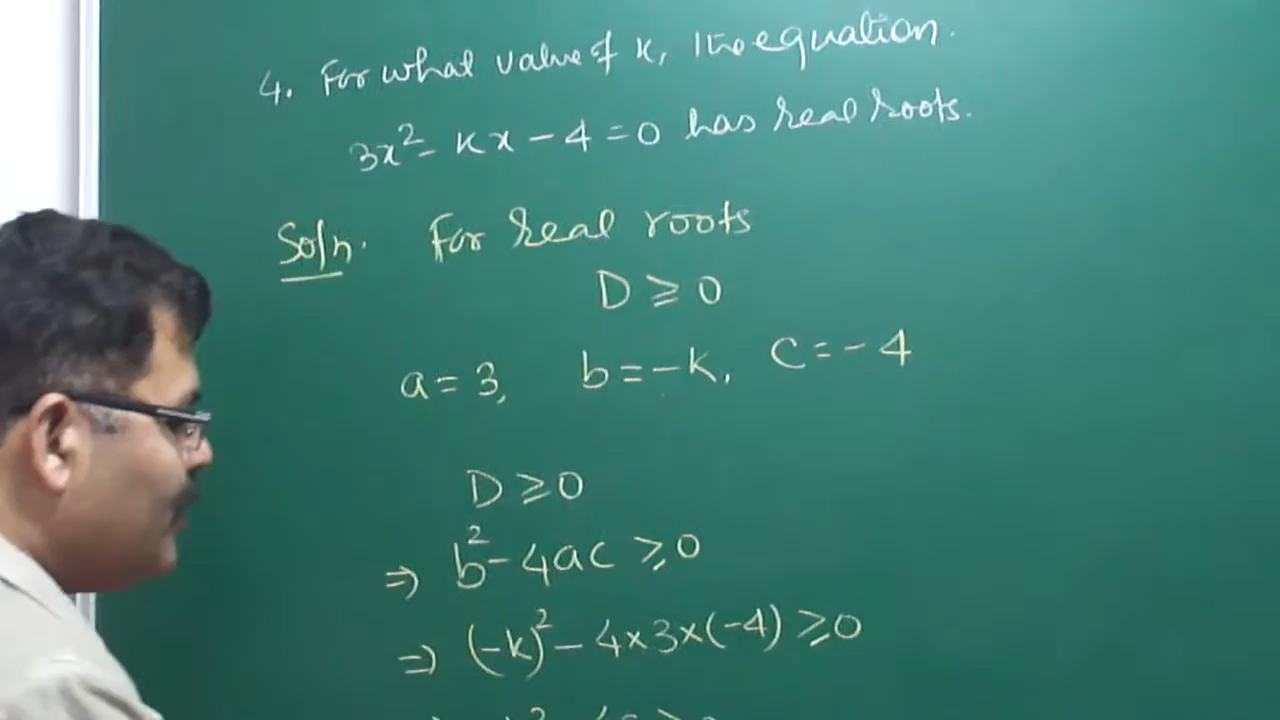 4. For what value of k, the equation.
3x² - kx - 4 = 0 has real roots.
Soln. For real roots
D ≥ 0
a = 3, b = -k, c = -4
D ≥ 0
⇒ b² - 4ac ≥ 0
⇒ (-k)² - 4×3×(-4) ≥ 0